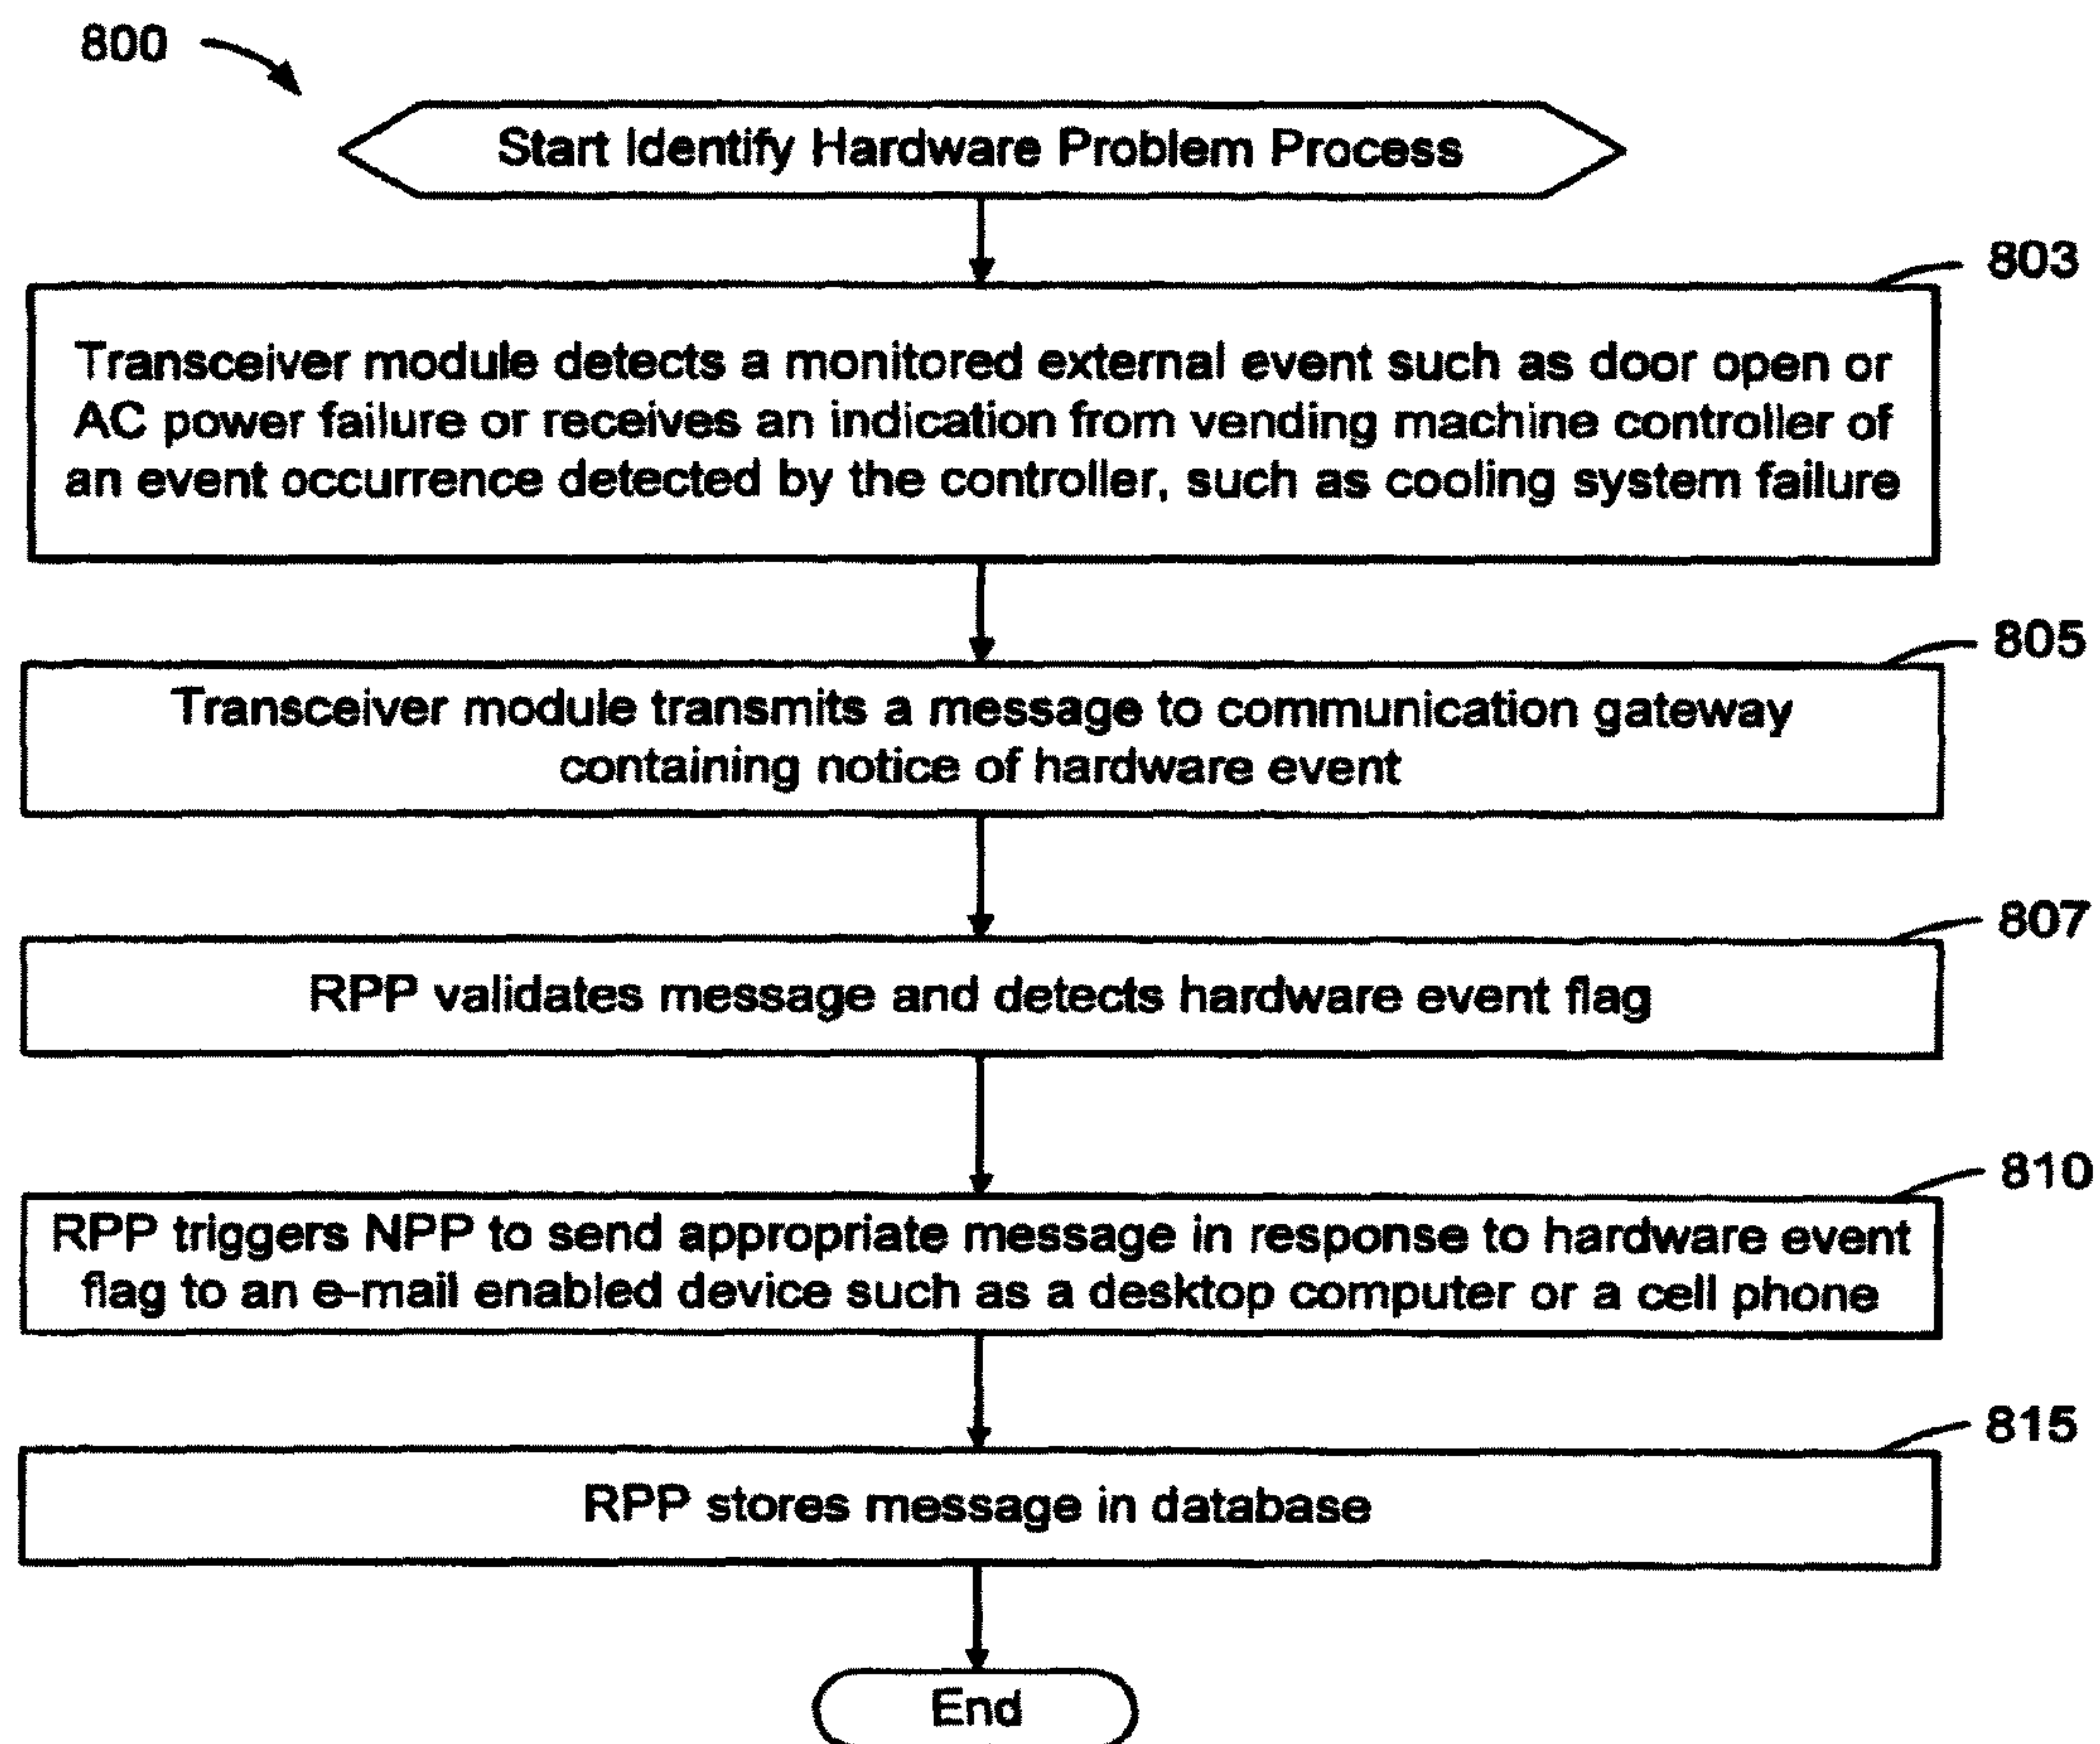 800
Start Identify Hardware Problem Process
803
Transceiver module detects a monitored external event such as door open or
AC power failure or receives an indication from vending machine controller of
an event occurrence detected by the controller, such as cooling system failure
805
Transceiver module transmits a message to communication gateway
containing notice of hardware event
807
RPP validates message and detects hardware event flag
810
RPP triggers NPP to send appropriate message in response to hardware event
flag to an e-mail enabled device such as a desktop computer or a cell phone
815
RPP stores message in database
End